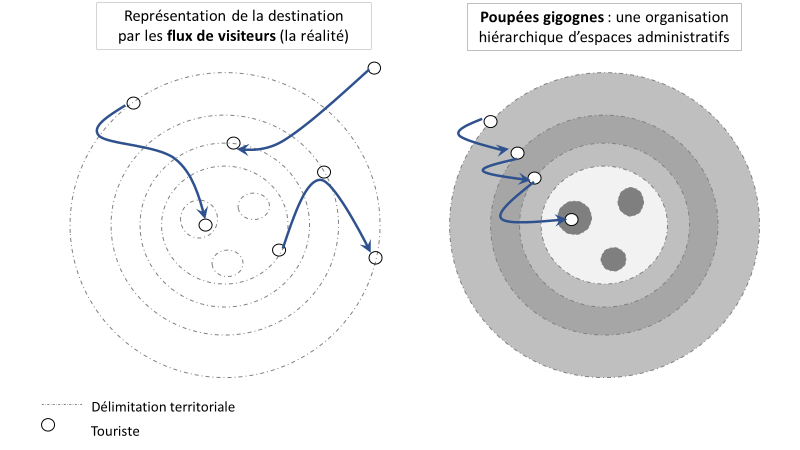 Représentation de la destination
par les flux de visiteurs (la réalité)
Poupées gigognes : une organisation
hiérarchique d'espaces administratifs
Délimitation territoriale
Touriste